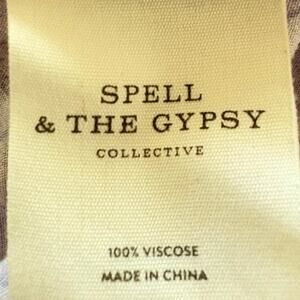 SPELL
& THE GYPSY
COLLECTIVE
100% VISCOSE
MADE IN CHINA